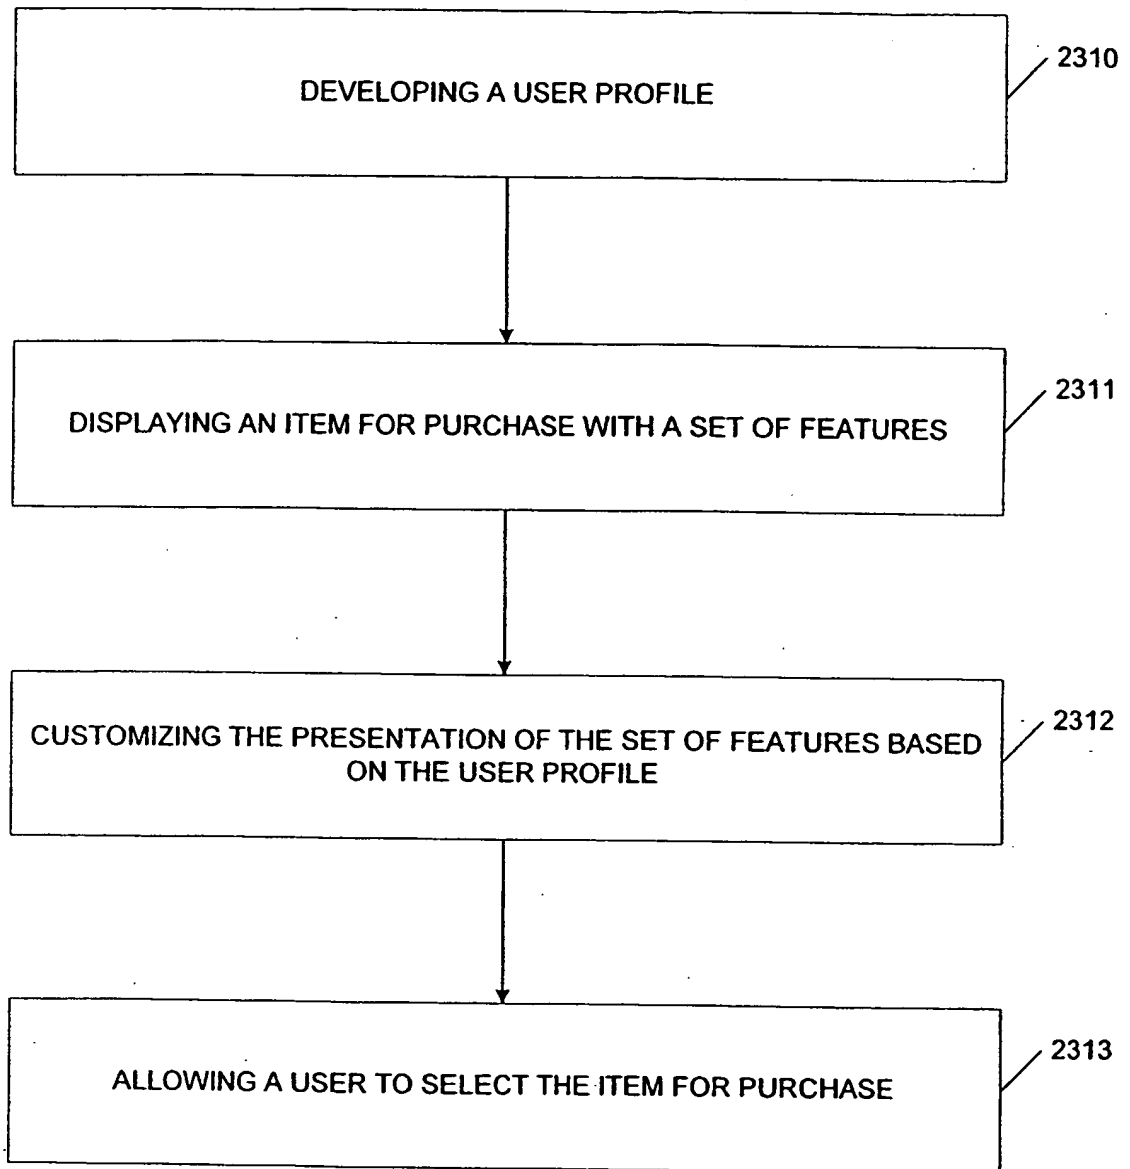 DEVELOPING A USER PROFILE
2310
DISPLAYING AN ITEM FOR PURCHASE WITH A SET OF FEATURES
2311
CUSTOMIZING THE PRESENTATION OF THE SET OF FEATURES BASED
ON THE USER PROFILE
2312
ALLOWING A USER TO SELECT THE ITEM FOR PURCHASE
2313